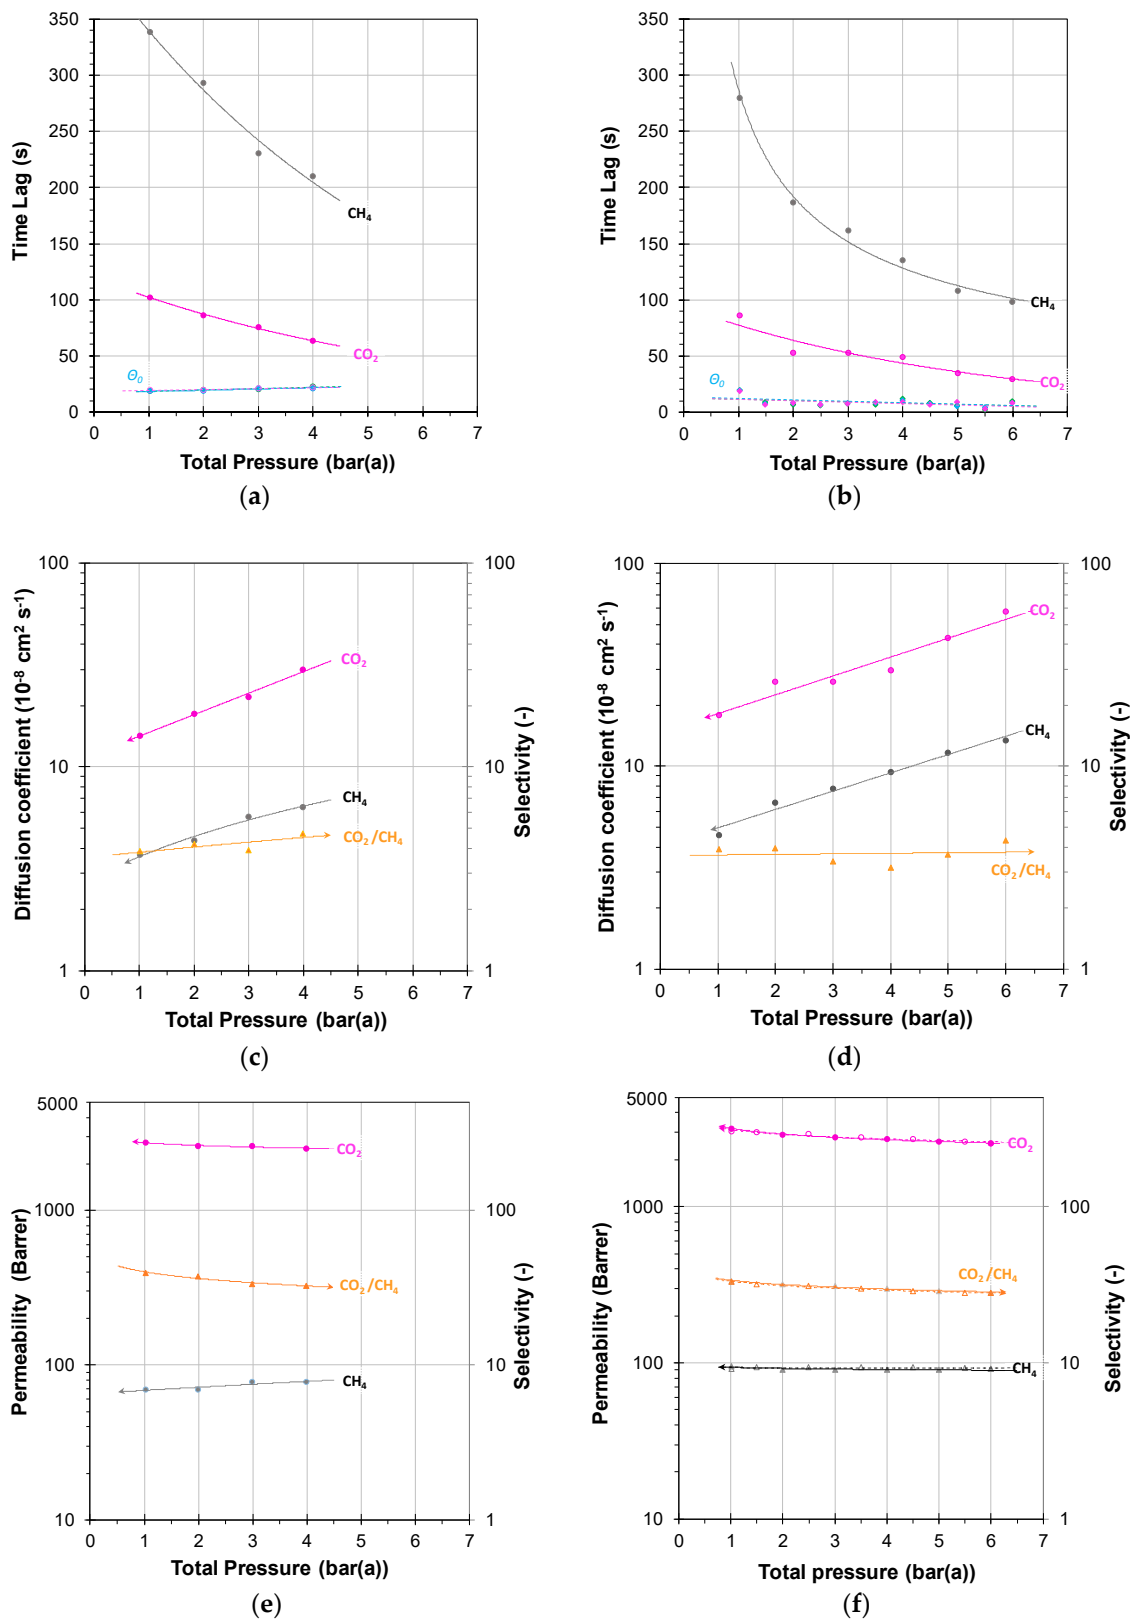 350
300
250
200
150
100
50
0
Time Lag (s)
CH4
CO2
Θ0
0 1 2 3 4 5 6 7
Total Pressure (bar(a))
(a)
350
300
250
200
150
100
50
0
Time Lag (s)
CH4
CO2
Θ0
0 1 2 3 4 5 6 7
Total Pressure (bar(a))
(b)
100
10
1
Diffusion coefficient (10-8 cm2 s-1)
CO2
CH4
CO2/CH4
100
10
1
Selectivity (-)
0 1 2 3 4 5 6 7
Total Pressure (bar(a))
(c)
100
10
1
Diffusion coefficient (10-8 cm2 s-1)
CO2
CH4
CO2/CH4
100
10
1
Selectivity (-)
0 1 2 3 4 5 6 7
Total Pressure (bar(a))
(d)
5000
1000
100
10
Permeability (Barrer)
CO2
CO2/CH4
CH4
100
10
1
Selectivity (-)
0 1 2 3 4 5 6 7
Total Pressure (bar(a))
(e)
5000
1000
100
10
Permeability (Barrer)
CO2
CO2/CH4
CH4
100
10
1
Selectivity (-)
0 1 2 3 4 5 6 7
Total pressure (bar(a))
(f)